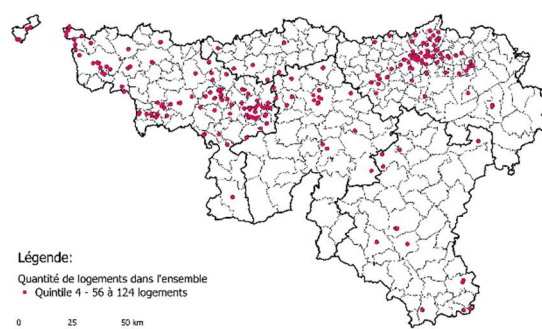 Légende:
Quantité de logements dans l'ensemble
Quintile 4 - 56 à 124 logements
0 25 50 km